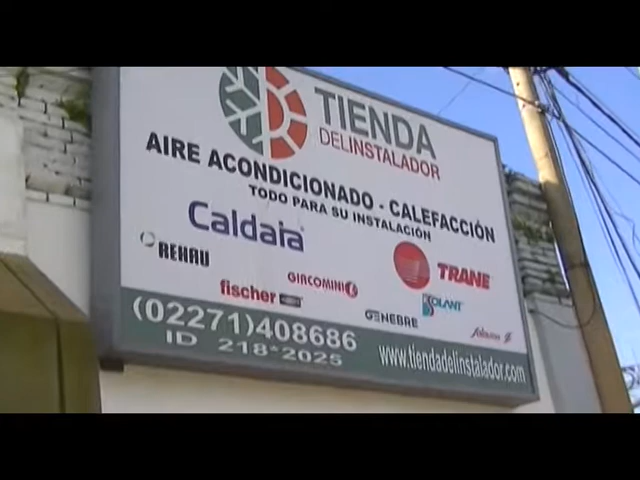 TIENDA
DELINSTALADOR
AIRE ACONDICIONADO - CALEFACCIÓN
TODO PARA SU INSTALACIÓN
Caldaia
REHAU
TRANE
fischer
GIACOMINI
GENEBRE
(02271)408686
ID 218*2025
www.tiendadelinstalador.com